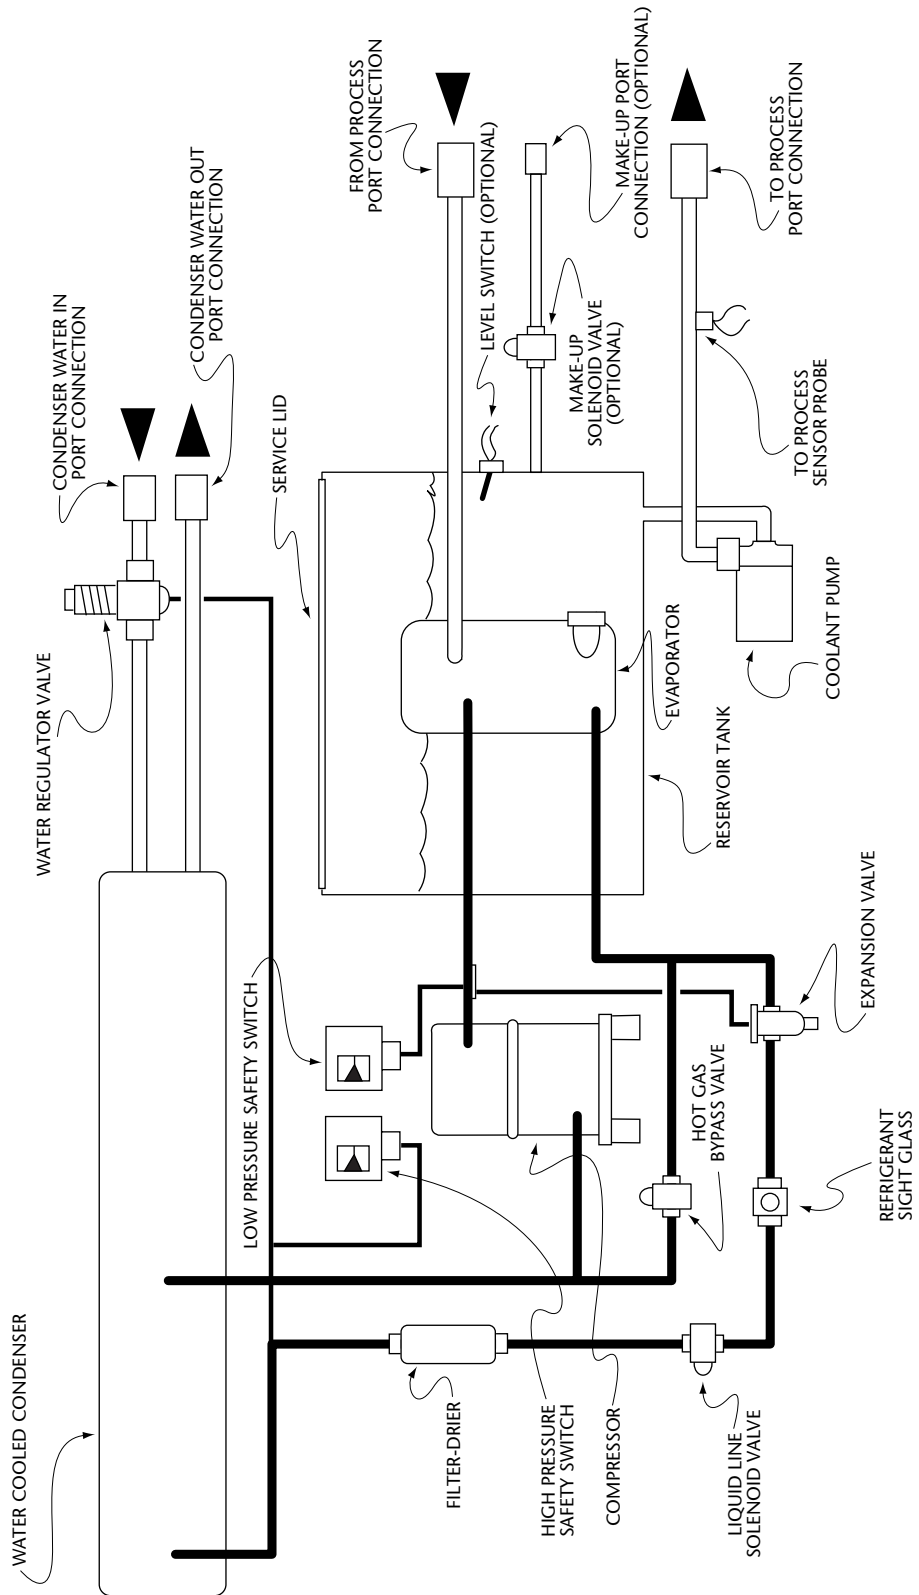 CONDENSER WATER IN
PORT CONNECTION
CONDENSER WATER OUT
PORT CONNECTION
WATER REGULATOR VALVE
WATER COOLED CONDENSER
SERVICE LID
FROM PROCESS
PORT CONNECTION
LEVEL SWITCH (OPTIONAL)
MAKE-UP PORT
CONNECTION (OPTIONAL)
MAKE-UP
SOLENOID VALVE
(OPTIONAL)
TO PROCESS
PORT CONNECTION
TO PROCESS
SENSOR PROBE
COOLANT PUMP
EVAPORATOR
RESERVOIR TANK
LOW PRESSURE SAFETY SWITCH
EXPANSION VALVE
HOT GAS
BYPASS VALVE
REFRIGERANT
SIGHT GLASS
FILTER-DRIER
HIGH PRESSURE
SAFETY SWITCH
COMPRESSOR
LIQUID LINE
SOLENOID VALVE